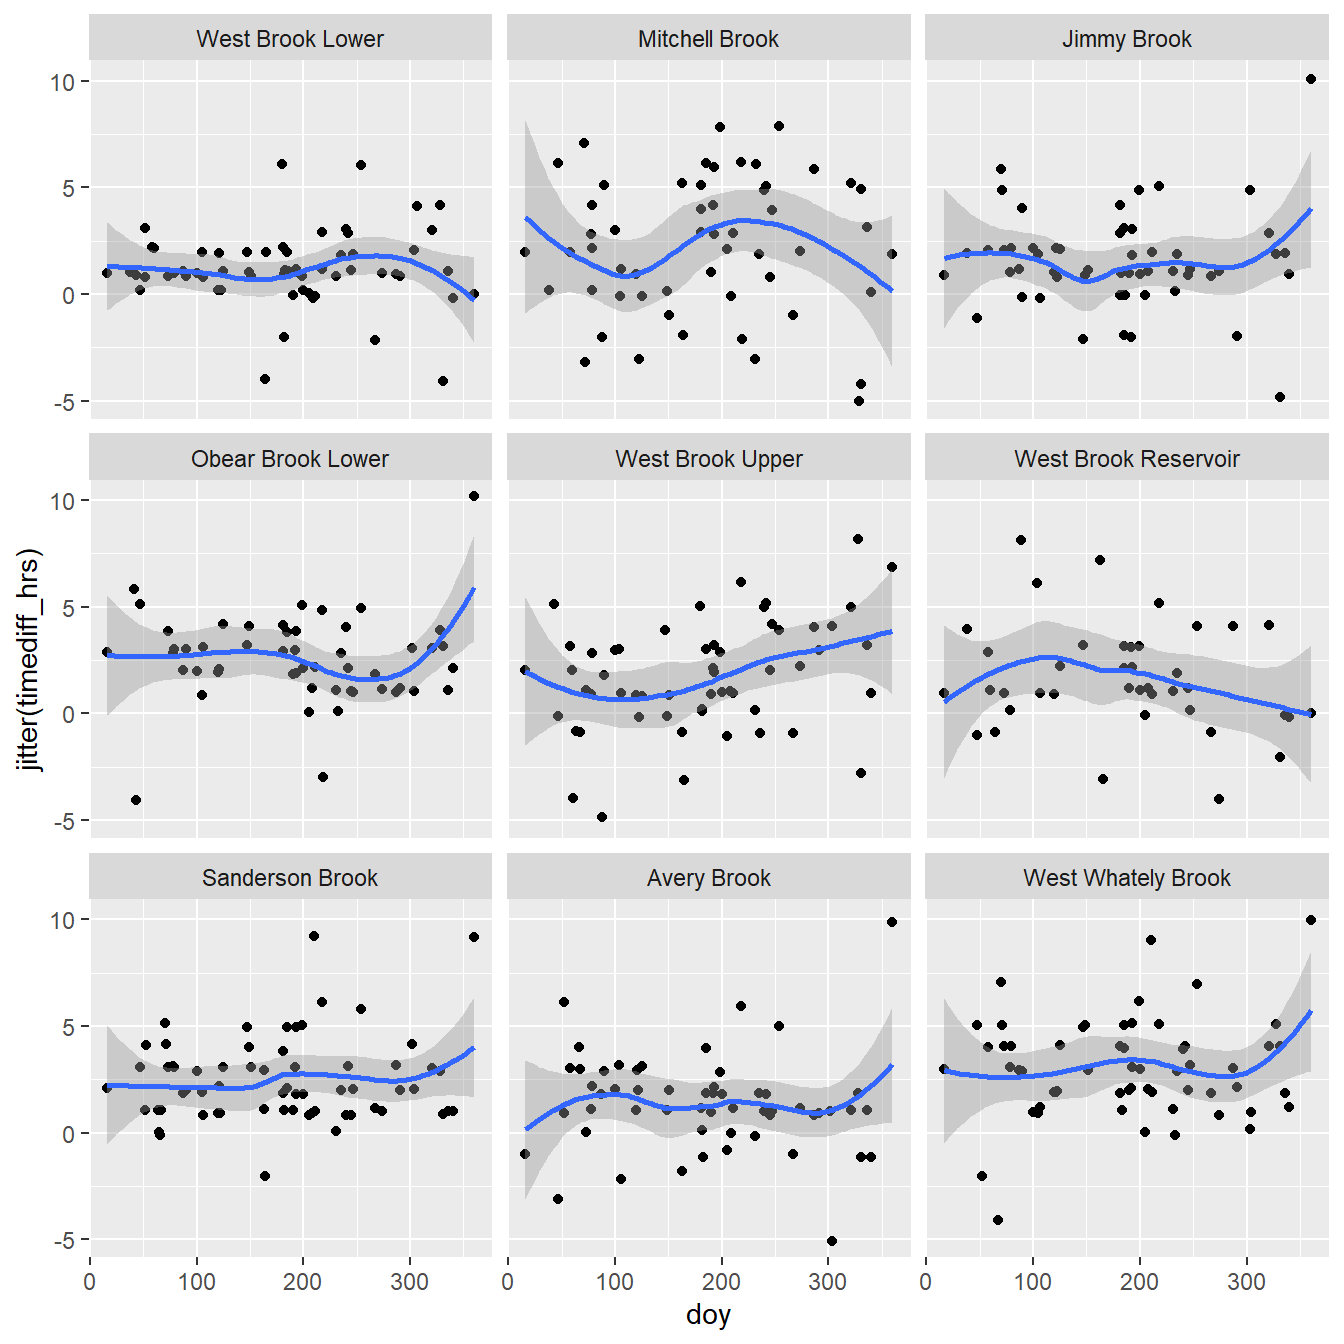 West Brook Lower
Mitchell Brook
Jimmy Brook
10
5
0
-5
Obear Brook Lower
West Brook Upper
West Brook Reservoir
10
5
0
-5
jitter(timediff_hrs)
Sanderson Brook
Avery Brook
West Whately Brook
10
5
0
-5
0 100 200 300 0 100 200 300 0 100 200 300
doy